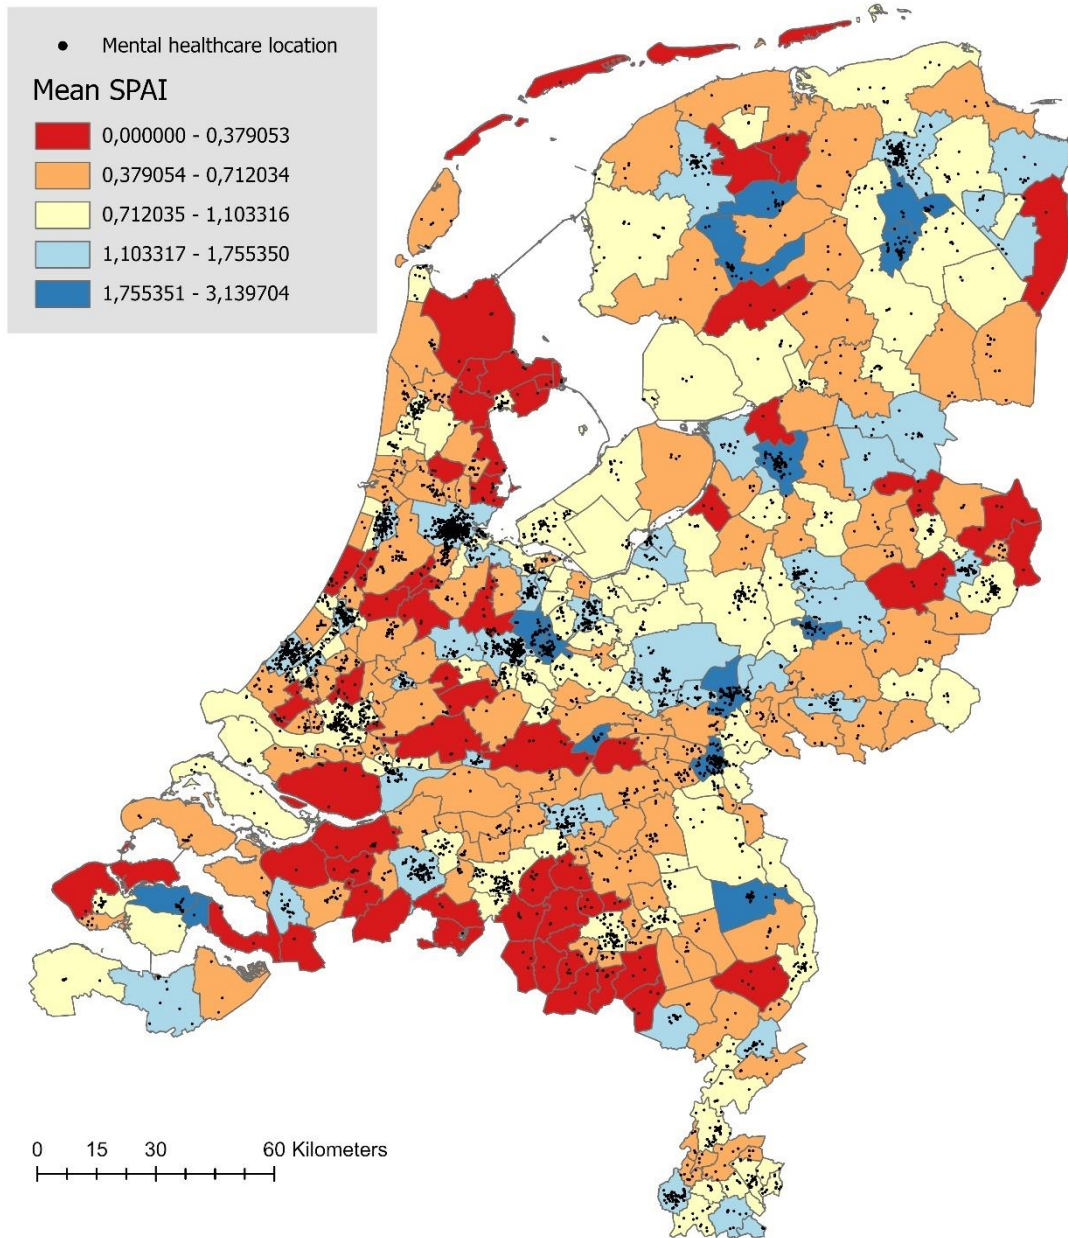 Mental healthcare location
Mean SPAI
0,000000 - 0,379053
0,379054 - 0,712034
0,712035 - 1,103316
1,103317 - 1,755350
1,755351 - 3,139704
0 15 30 60 Kilometers